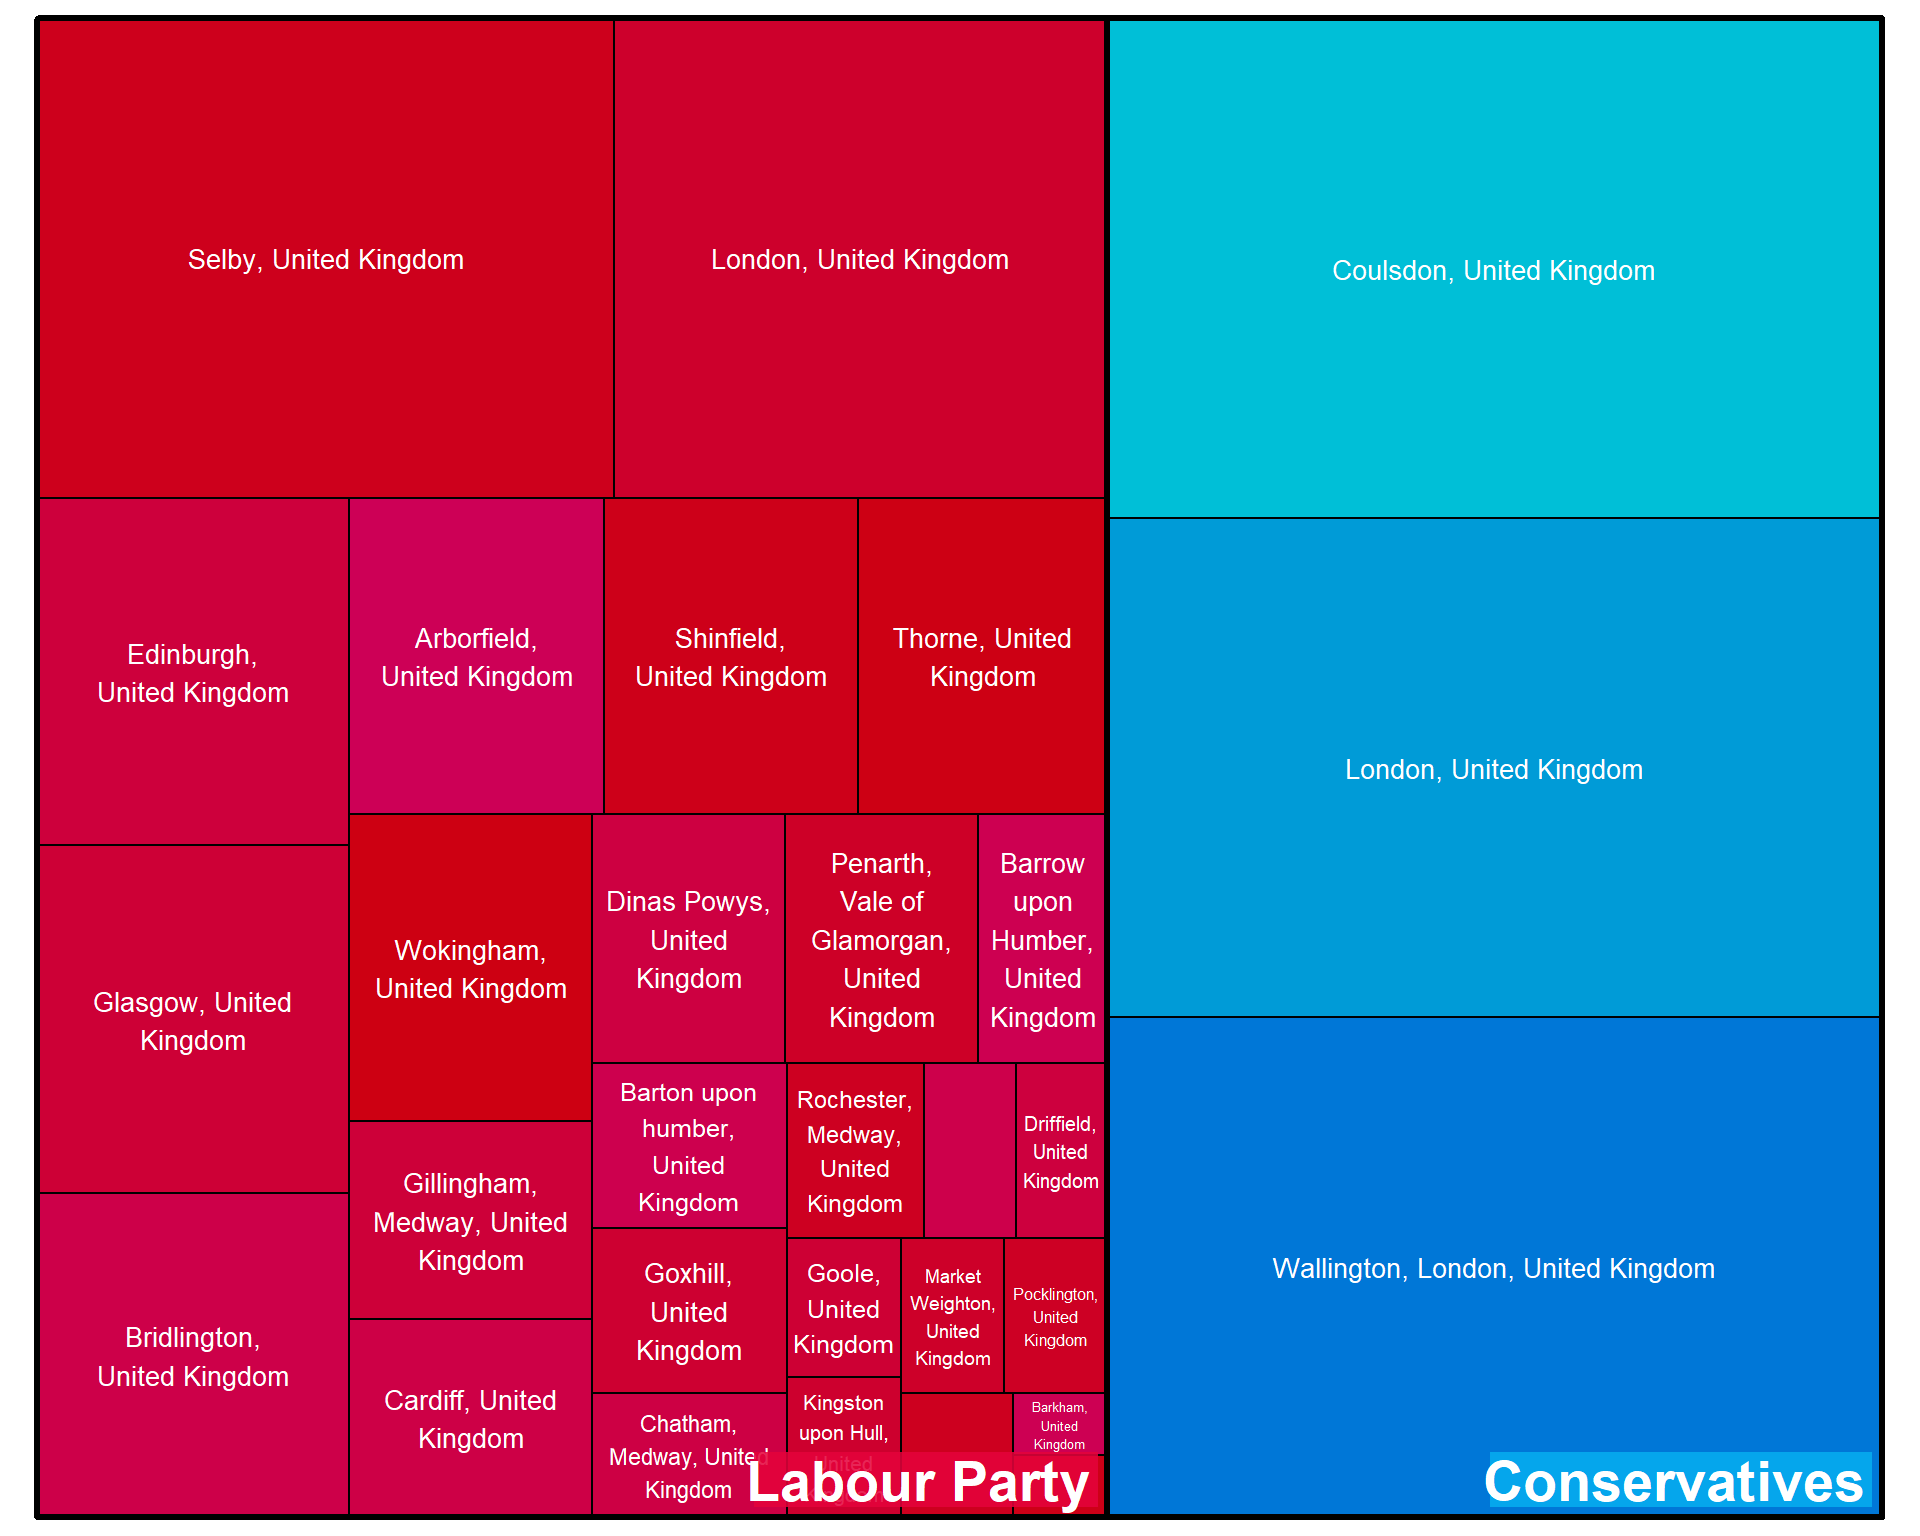 Selby, United Kingdom
London, United Kingdom
Coulsdon, United Kingdom
Edinburgh,
United Kingdom
Arborfield,
United Kingdom
Shinfield,
United Kingdom
Thorne, United
Kingdom
London, United Kingdom
Glasgow, United
Kingdom
Wokingham,
United Kingdom
Dinas Powys,
United
Kingdom
Penarth,
Vale of
Glamorgan,
United
Kingdom
Barrow
upon
Humber,
United
Kingdom
Barton upon
humber,
United
Kingdom
Rochester,
Medway,
United
Kingdom
Driffield,
United
Kingdom
Bridlington,
United Kingdom
Gillingham,
Medway, United
Kingdom
Cardiff, United
Kingdom
Goxhill,
United
Kingdom
Goole,
United
Kingdom
Market
Weighton,
United
Kingdom
Pocklington,
United
Kingdom
Wallington, London, United Kingdom
Chatham,
Medway, United
Kingdom
Kingston
upon Hull,
United
Barkham,
United
Kingdom
Labour Party
Conservatives